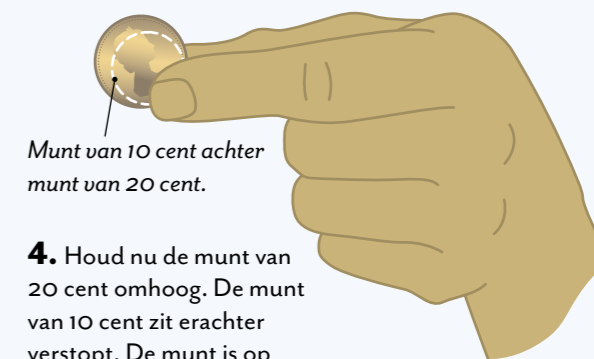 Munt van 10 cent achter
munt van 20 cent.
4. Houd nu de munt van
20 cent omhoog. De munt
van 10 cent zit erachter
verstopt. De munt is op